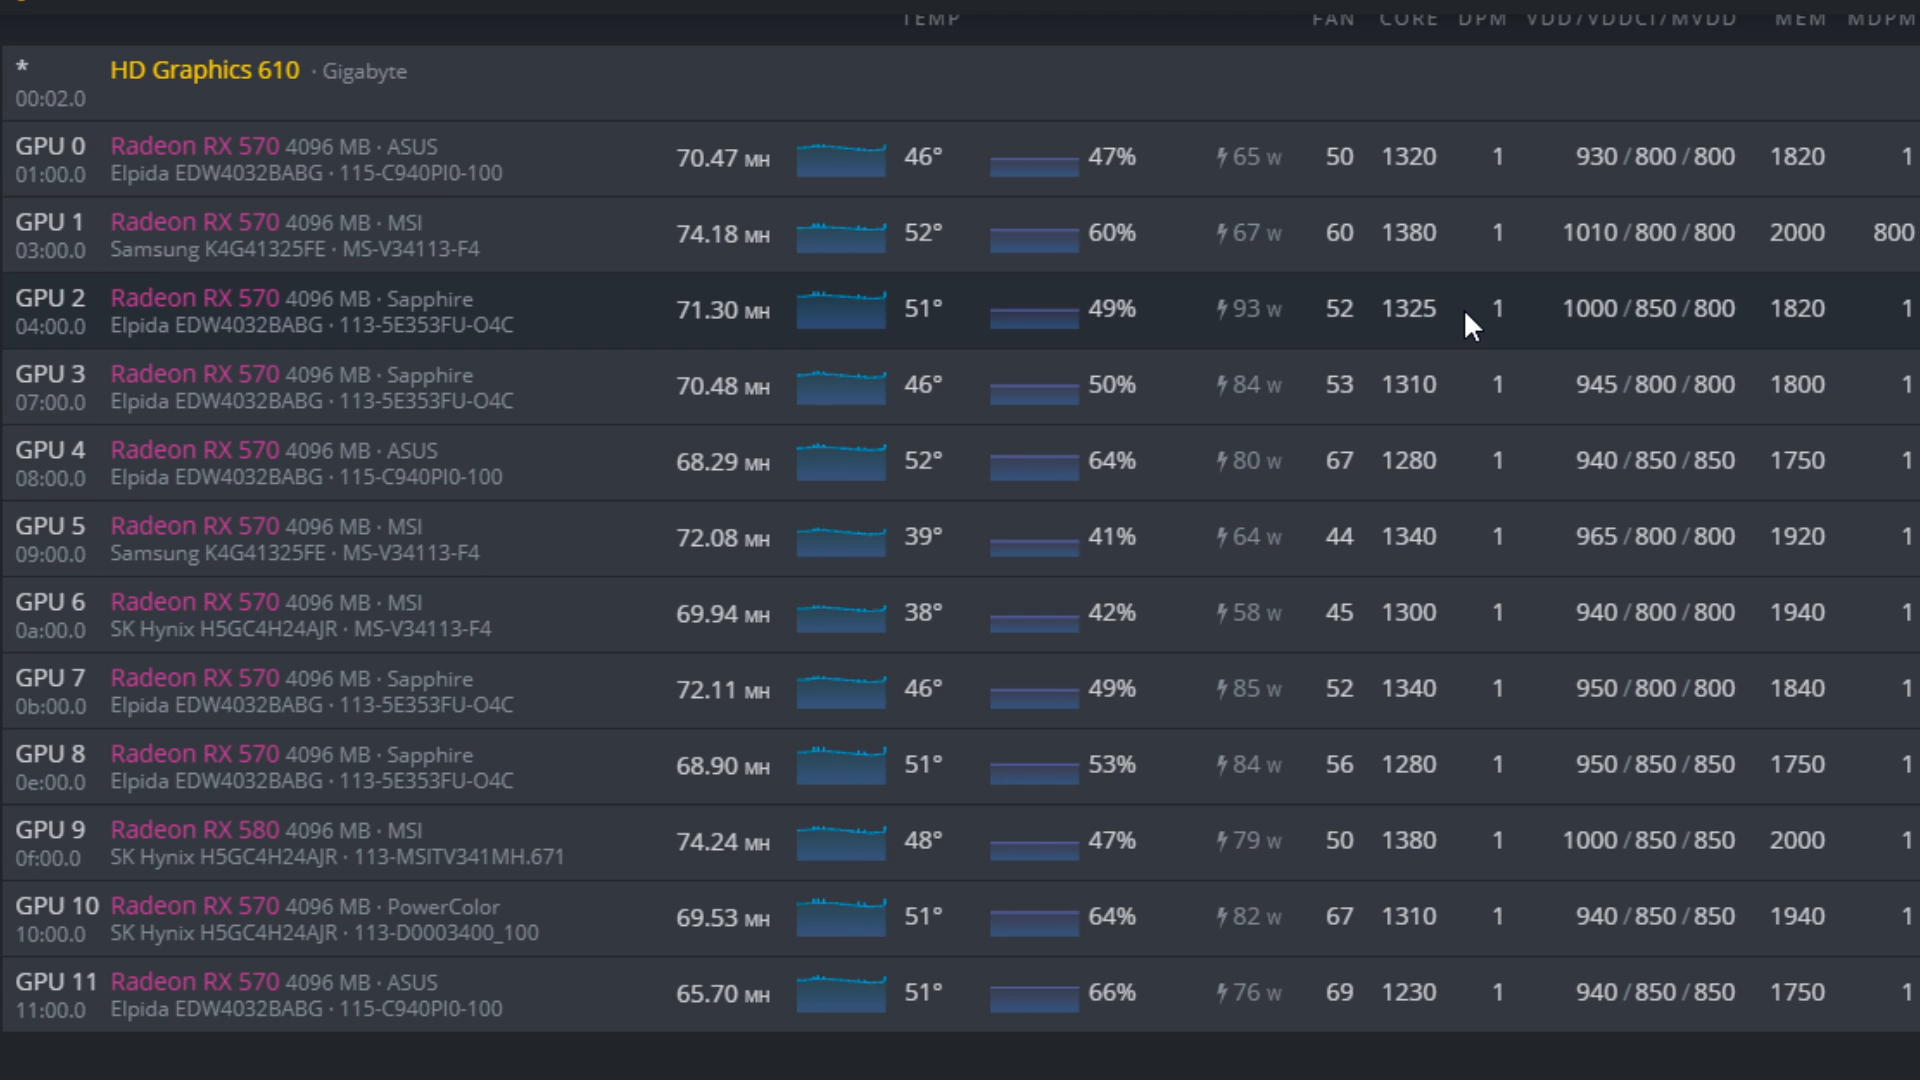 TEMP FAN CORE DPM VDD/VDDCI/MVDD MEM MDPM
* HD Graphics 610 · Gigabyte
00:02.0
GPU 0 Radeon RX 570 4096 MB · ASUS 70.47 MH 46° 47% 65 W 50 1320 1 930 / 800 / 800 1820 1
01:00.0 Elpida EDW4032BABG · 115-C940PI0-100
GPU 1 Radeon RX 570 4096 MB · MSI 74.18 MH 52° 60% 67 W 60 1380 1 1010 / 800 / 800 2000 800
03:00.0 Samsung K4G41325FE · MS-V34113-F4
GPU 2 Radeon RX 570 4096 MB · Sapphire 71.30 MH 51° 49% 93 W 52 1325 1 1000 / 850 / 800 1820 1
04:00.0 Elpida EDW4032BABG · 113-5E353FU-O4C
GPU 3 Radeon RX 570 4096 MB · Sapphire 70.48 MH 46° 50% 84 W 53 1310 1 945 / 800 / 800 1800 1
07:00.0 Elpida EDW4032BABG · 113-5E353FU-O4C
GPU 4 Radeon RX 570 4096 MB · ASUS 68.29 MH 52° 64% 80 W 67 1280 1 940 / 850 / 850 1750 1
08:00.0 Elpida EDW4032BABG · 115-C940PI0-100
GPU 5 Radeon RX 570 4096 MB · MSI 72.08 MH 39° 41% 64 W 44 1340 1 965 / 800 / 800 1920 1
09:00.0 Samsung K4G41325FE · MS-V34113-F4
GPU 6 Radeon RX 570 4096 MB · MSI 69.94 MH 38° 42% 58 W 45 1300 1 940 / 800 / 800 1940 1
0a:00.0 SK Hynix H5GC4H24AJR · MS-V34113-F4
GPU 7 Radeon RX 570 4096 MB · Sapphire 72.11 MH 46° 49% 85 W 52 1340 1 950 / 800 / 800 1840 1
0b:00.0 Elpida EDW4032BABG · 113-5E353FU-O4C
GPU 8 Radeon RX 570 4096 MB · Sapphire 68.90 MH 51° 53% 84 W 56 1280 1 950 / 850 / 850 1750 1
0e:00.0 Elpida EDW4032BABG · 113-5E353FU-O4C
GPU 9 Radeon RX 580 4096 MB · MSI 74.24 MH 48° 47% 79 W 50 1380 1 1000 / 850 / 850 2000 1
0f:00.0 SK Hynix H5GC4H24AJR · 113-MSITV341MH.671
GPU 10 Radeon RX 570 4096 MB · PowerColor 69.53 MH 51° 64% 82 W 67 1310 1 940 / 850 / 850 1940 1
10:00.0 SK Hynix H5GC4H24AJR · 113-D0003400_100
GPU 11 Radeon RX 570 4096 MB · ASUS 65.70 MH 51° 66% 76 W 69 1230 1 940 / 850 / 850 1750 1
11:00.0 Elpida EDW4032BABG · 115-C940PI0-100